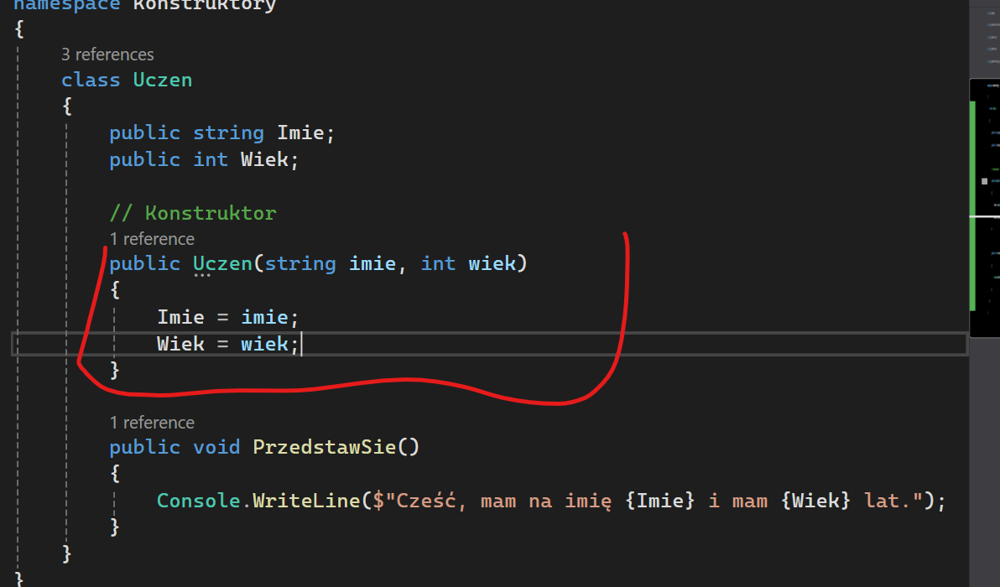 namespace Konstruktory
{
3 references
class Uczen
{
public string Imie;
public int Wiek;
// Konstruktor
1 reference
public Uczen(string imie, int wiek)
{
Imie = imie;
Wiek = wiek;
}
1 reference
public void PrzedstawSie()
{
Console.WriteLine($"Cześć, mam na imię {Imie} i mam {Wiek} lat.");
}
}
}